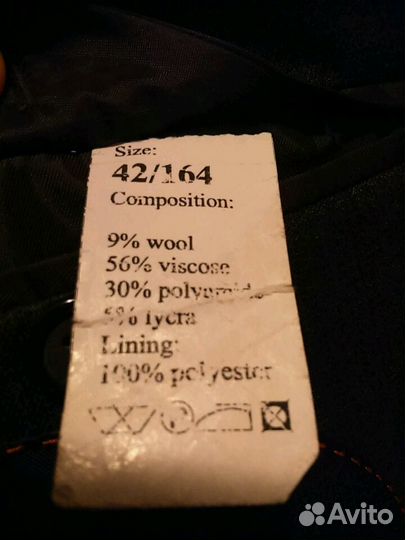 Size:
42/164
Composition:
9% wool
56% viscose
30% polyamide
5% lycra
Lining:
100% polyester
Avito